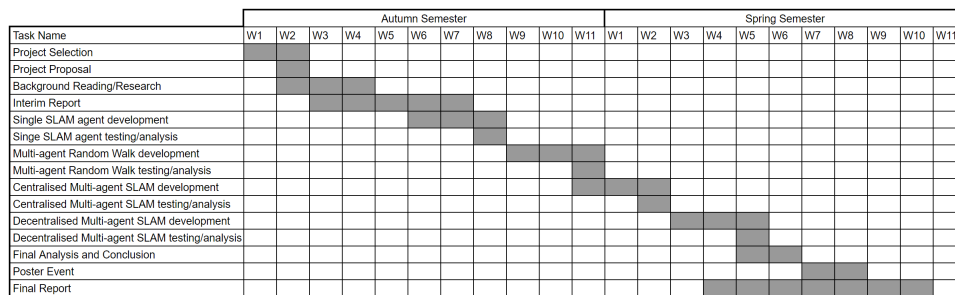 Autumn Semester Spring Semester
Task Name W1 W2 W3 W4 W5 W6 W7 W8 W9 W10 W11 W1 W2 W3 W4 W5 W6 W7 W8 W9 W10 W11
Project Selection
Project Proposal
Background Reading/Research
Interim Report
Single SLAM agent development
Singe SLAM agent testing/analysis
Multi-agent Random Walk development
Multi-agent Random Walk testing/analysis
Centralised Multi-agent SLAM development
Centralised Multi-agent SLAM testing/analysis
Decentralised Multi-agent SLAM development
Decentralised Multi-agent SLAM testing/analysis
Final Analysis and Conclusion
Poster Event
Final Report